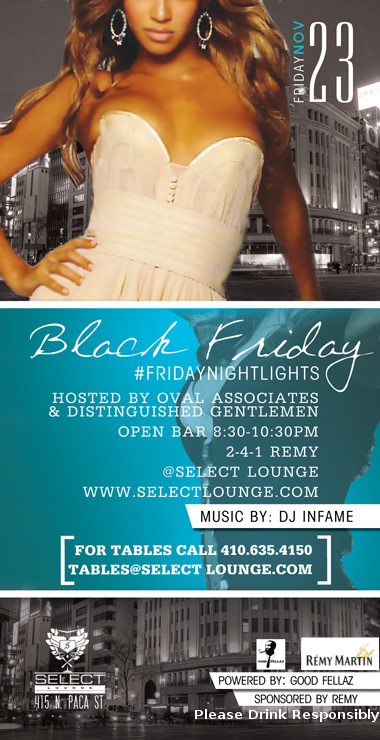 FRIDAY NOV 23
Black Friday
#FRIDAYNIGHTLIGHTS
HOSTED BY OVAL ASSOCIATES
& DISTINGUISHED GENTLEMEN
OPEN BAR 8:30-10:30PM
2-4-1 REMY
@SELECT LOUNGE
WWW.SELECTLOUNGE.COM
MUSIC BY: DJ INFAME
FOR TABLES CALL 410.635.4150
TABLES@SELECT LOUNGE.COM
S
SELECT
LOUNGE
415 N. PACA ST.
GOOD FELLAZ
RÉMY MARTIN
POWERED BY: GOOD FELLAZ
SPONSORED BY REMY
Please Drink Responsibly